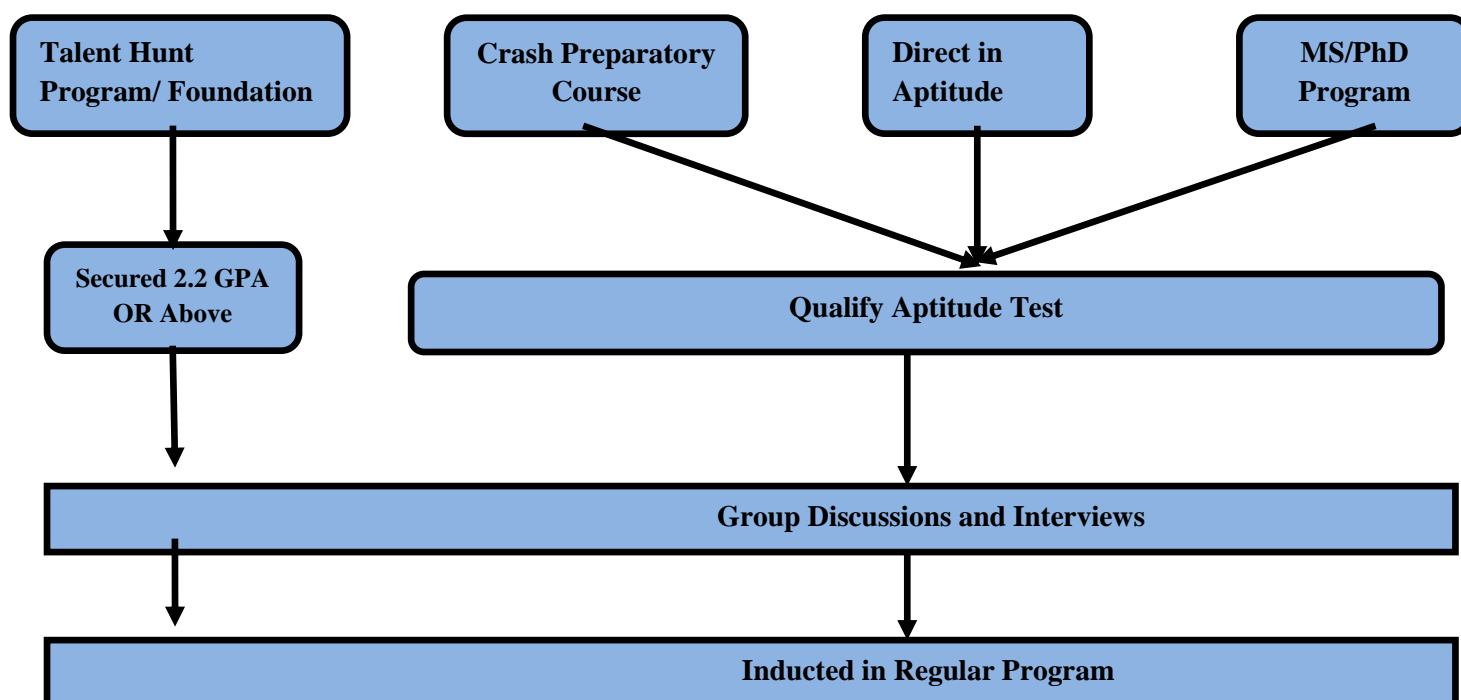 Talent Hunt
Program/ Foundation
Crash Preparatory
Course
Direct in
Aptitude
MS/PhD
Program
Secured 2.2 GPA
OR Above
Qualify Aptitude Test
Group Discussions and Interviews
Inducted in Regular Program